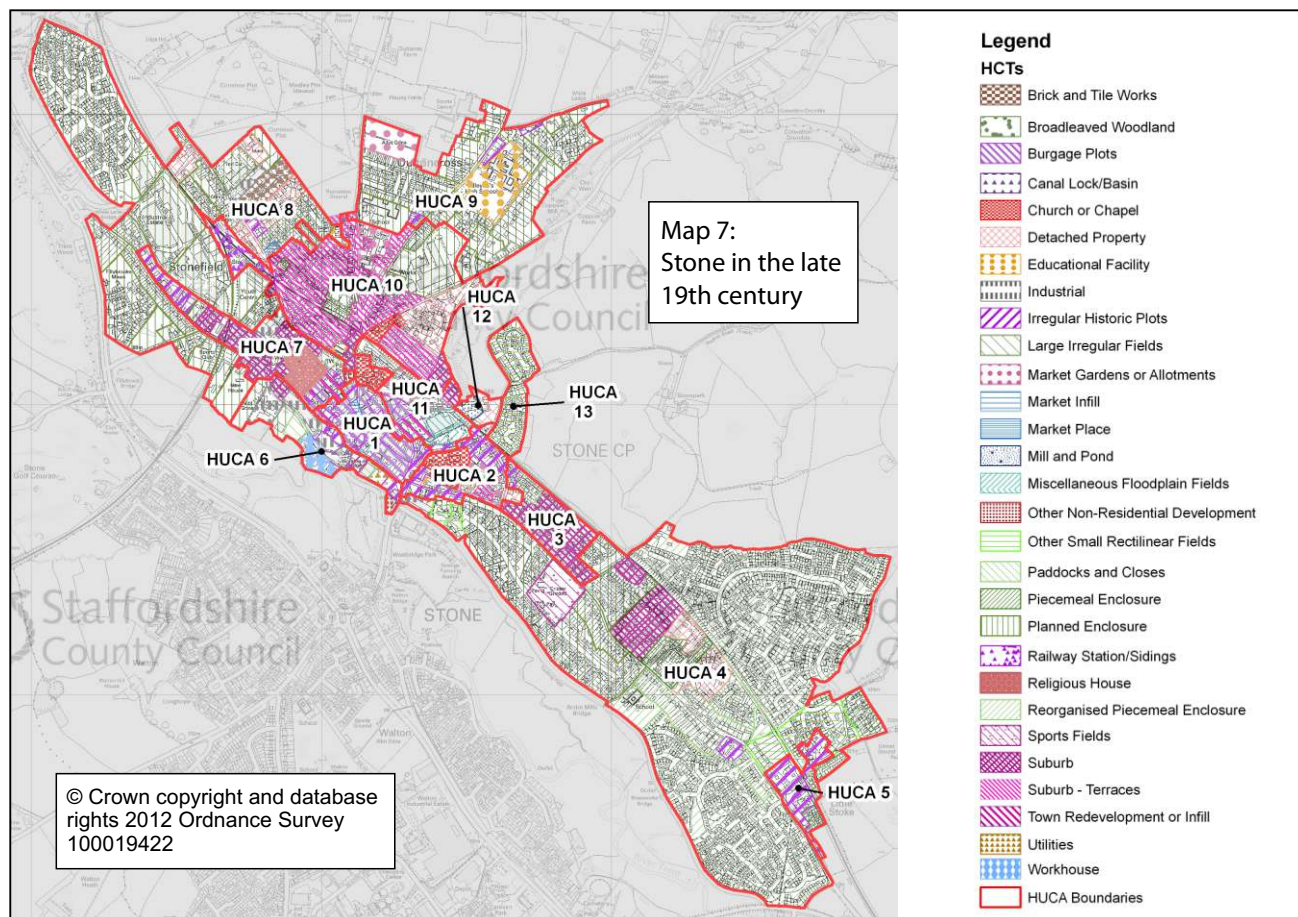 Map 7:
Stone in the late
19th century
HUCA 8
HUCA 9
HUCA 10
HUCA
12
HUCA 7
HUCA
11
HUCA
13
HUCA
1
HUCA 6
HUCA 2
HUCA
3
HUCA 4
HUCA 5
Stonefield
STONE CP
STONE
Walton
School
Staffordshire
County Council
Staffordshire
County Council
© Crown copyright and database
rights 2012 Ordnance Survey
100019422
Legend
HCTs
Brick and Tile Works
Broadleaved Woodland
Burgage Plots
Canal Lock/Basin
Church or Chapel
Detached Property
Educational Facility
Industrial
Irregular Historic Plots
Large Irregular Fields
Market Gardens or Allotments
Market Infill
Market Place
Mill and Pond
Miscellaneous Floodplain Fields
Other Non-Residential Development
Other Small Rectilinear Fields
Paddocks and Closes
Piecemeal Enclosure
Planned Enclosure
Railway Station/Sidings
Religious House
Reorganised Piecemeal Enclosure
Sports Fields
Suburb
Suburb - Terraces
Town Redevelopment or Infill
Utilities
Workhouse
HUCA Boundaries